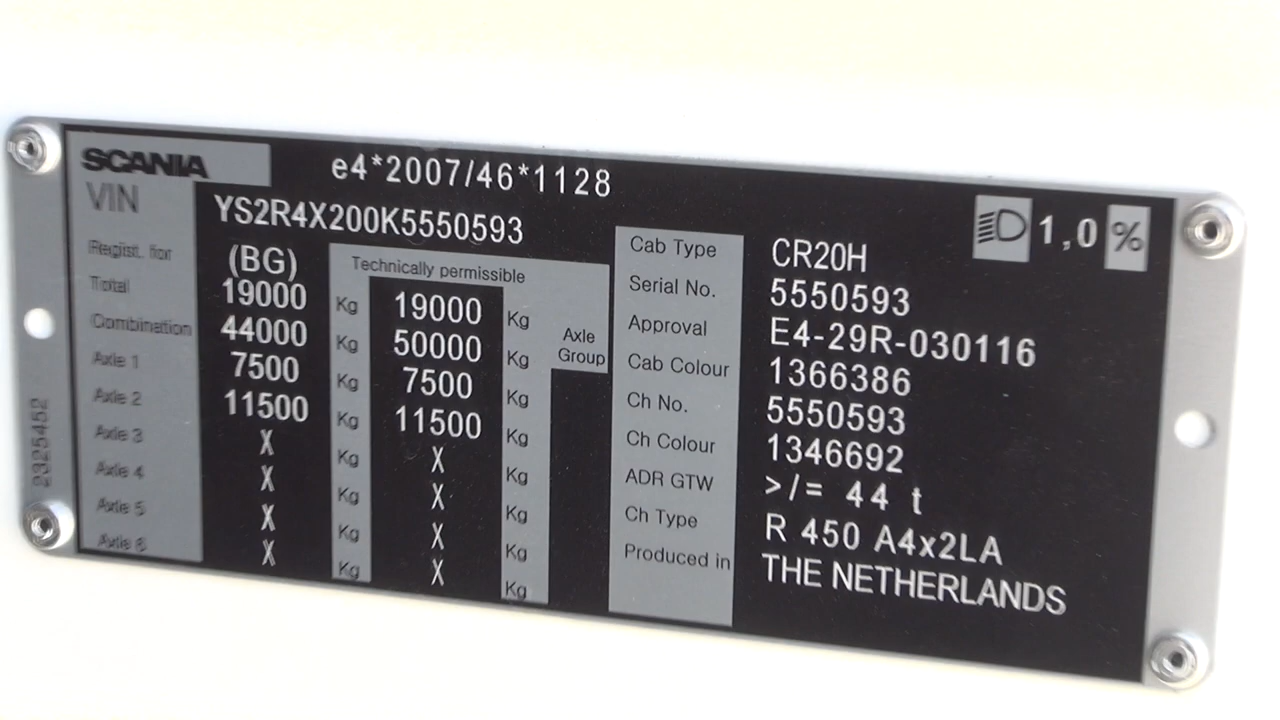 SCANIA e4*2007/46*1128
VIN YS2R4X200K5550593
1,0 %
Regist. for (BG) Technically permissible
Total 19000 Kg 19000 Kg
Combination 44000 Kg 50000 Kg Axle Group
Axle 1 7500 Kg 7500 Kg
Axle 2 11500 Kg 11500 Kg
Axle 3 X Kg X Kg
Axle 4 X Kg X Kg
Axle 5 X Kg X Kg
Axle 6 X Kg X Kg
Cab Type CR20H
Serial No. 5550593
Approval E4-29R-030116
Cab Colour 1366386
Ch No. 5550593
Ch Colour 1346692
ADR GTW >/= 44 t
Ch Type R 450 A4x2LA
Produced in THE NETHERLANDS
2325452